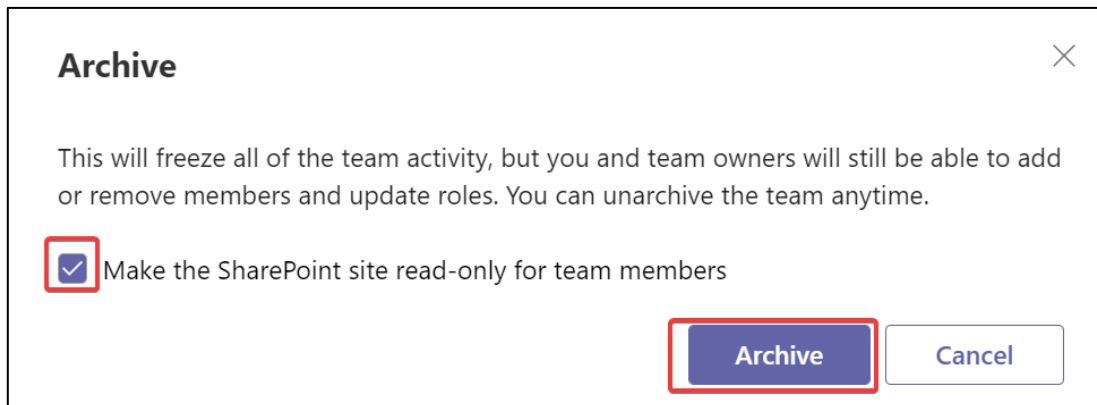 Archive
This will freeze all of the team activity, but you and team owners will still be able to add
or remove members and update roles. You can unarchive the team anytime.
Make the SharePoint site read-only for team members
Archive
Cancel